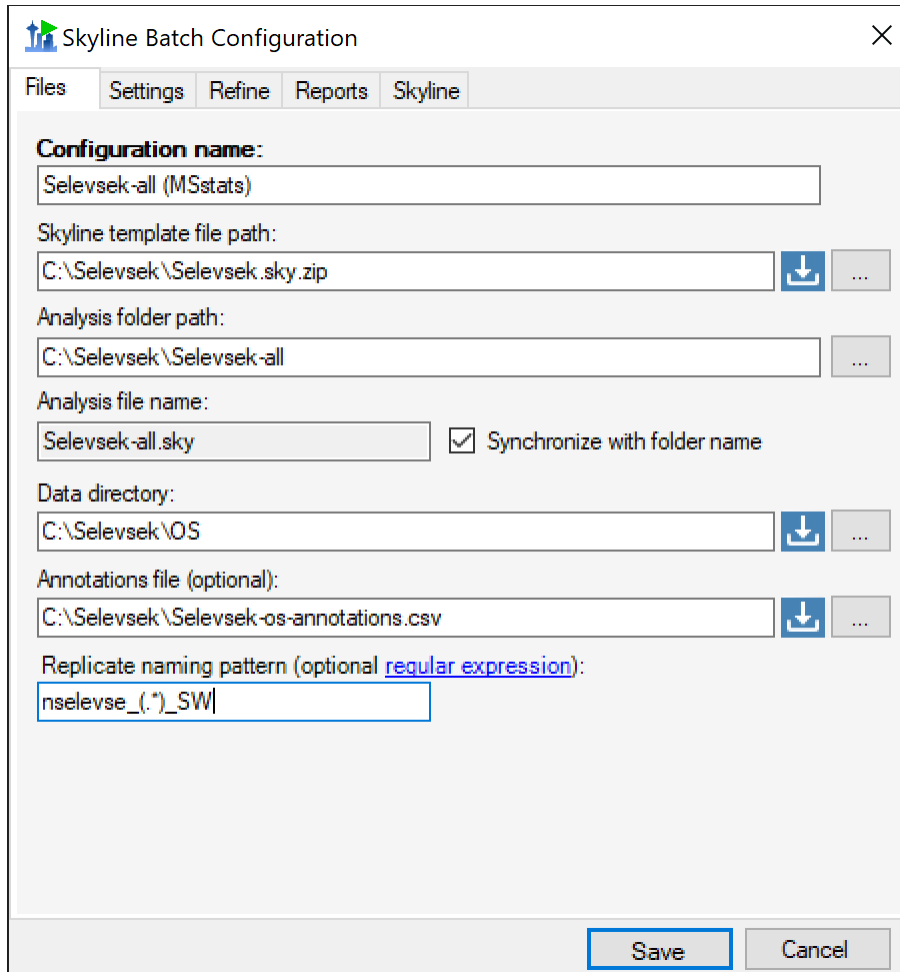 Skyline Batch Configuration
Files Settings Refine Reports Skyline
Configuration name:
Selevsek-all (MSstats)
Skyline template file path:
C:\Selevsek\Selevsek.sky.zip
...
Analysis folder path:
C:\Selevsek\Selevsek-all
...
Analysis file name:
Selevsek-all.sky
Synchronize with folder name
Data directory:
C:\Selevsek\OS
...
Annotations file (optional):
C:\Selevsek\Selevsek-os-annotations.csv
...
Replicate naming pattern (optional regular expression):
nselevse_(.*)_SW
Save Cancel